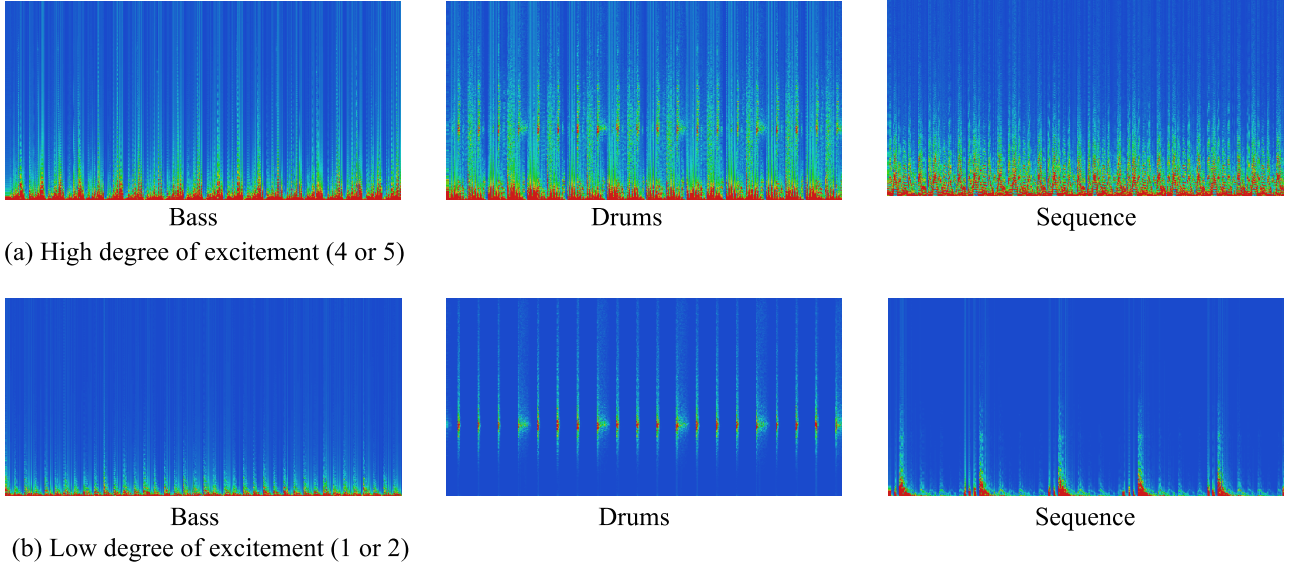 Bass Drums Sequence
(a) High degree of excitement (4 or 5)
Bass Drums Sequence
(b) Low degree of excitement (1 or 2)